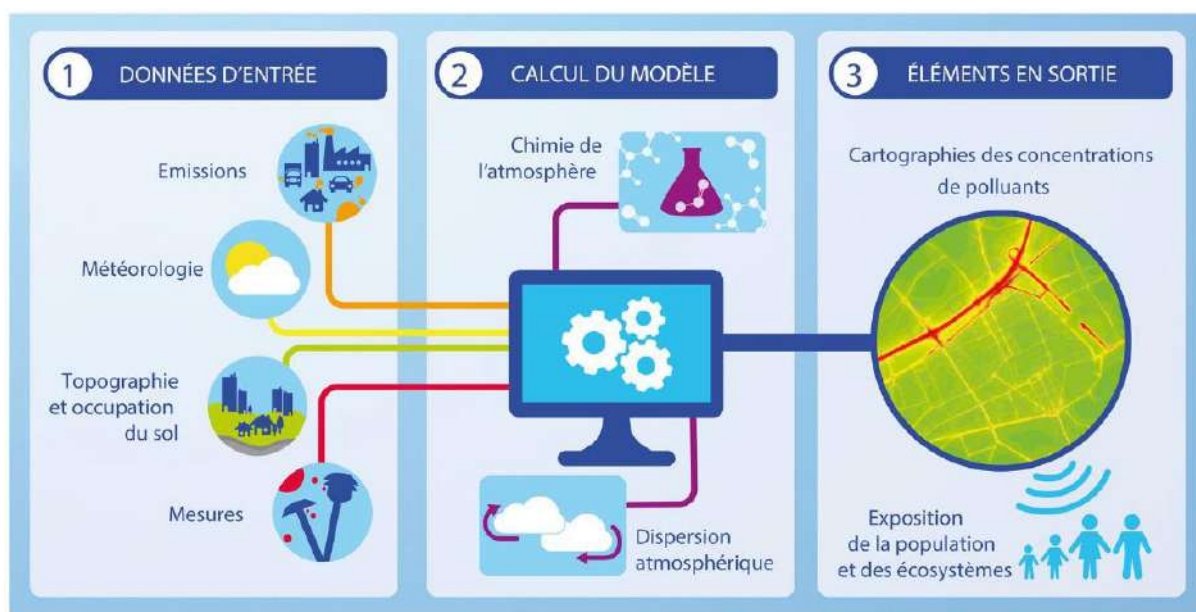 1 DONNÉES D'ENTRÉE
Emissions
Météorologie
Topographie
et occupation
du sol
Mesures
2 CALCUL DU MODÈLE
Chimie de
l'atmosphère
Dispersion
atmosphérique
3 ÉLÉMENTS EN SORTIE
Cartographies des concentrations
de polluants
Exposition
de la population
et des écosystèmes